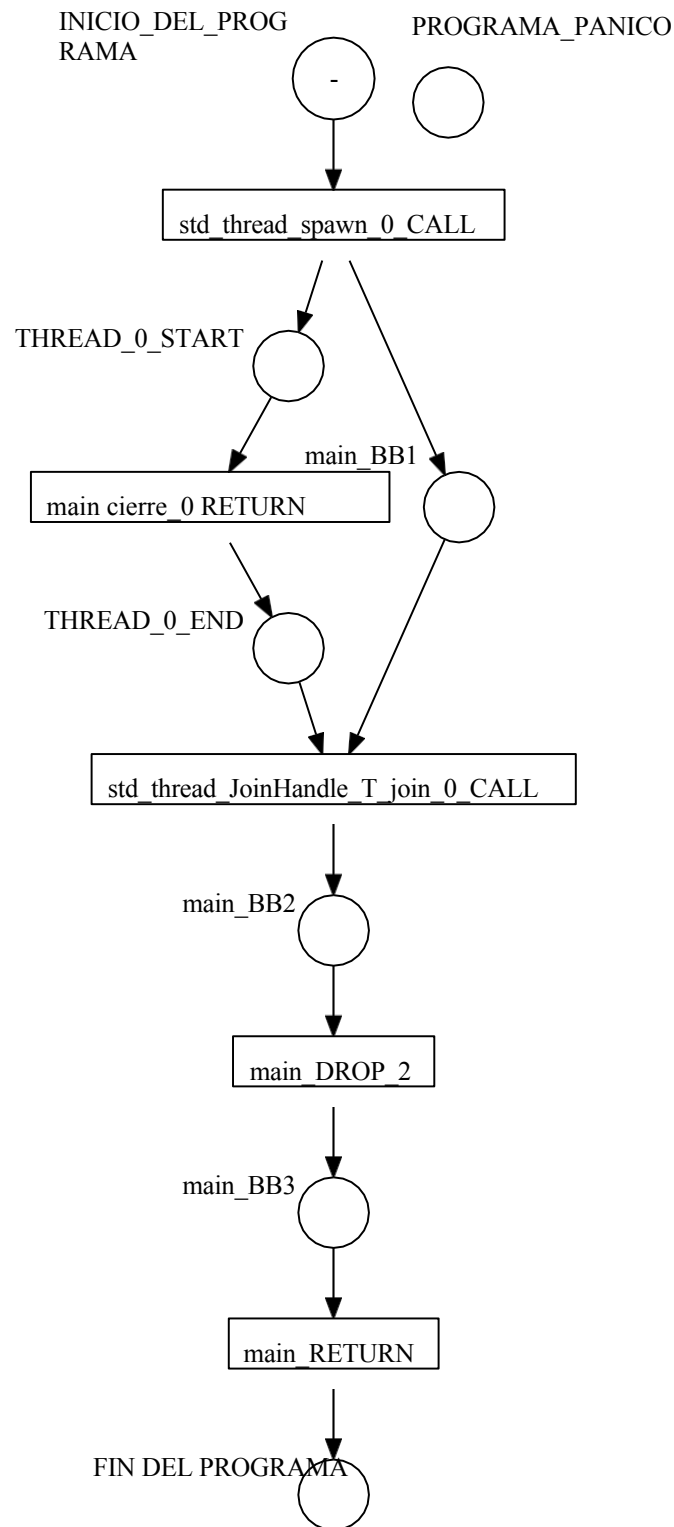 INICIO_DEL_PROG
RAMA
PROGRAMA_PANICO
-
std_thread_spawn_0_CALL
THREAD_0_START
main_BB1
main cierre_0 RETURN
THREAD_0_END
std_thread_JoinHandle_T_join_0_CALL
main_BB2
main_DROP_2
main_BB3
main_RETURN
FIN DEL PROGRAMA